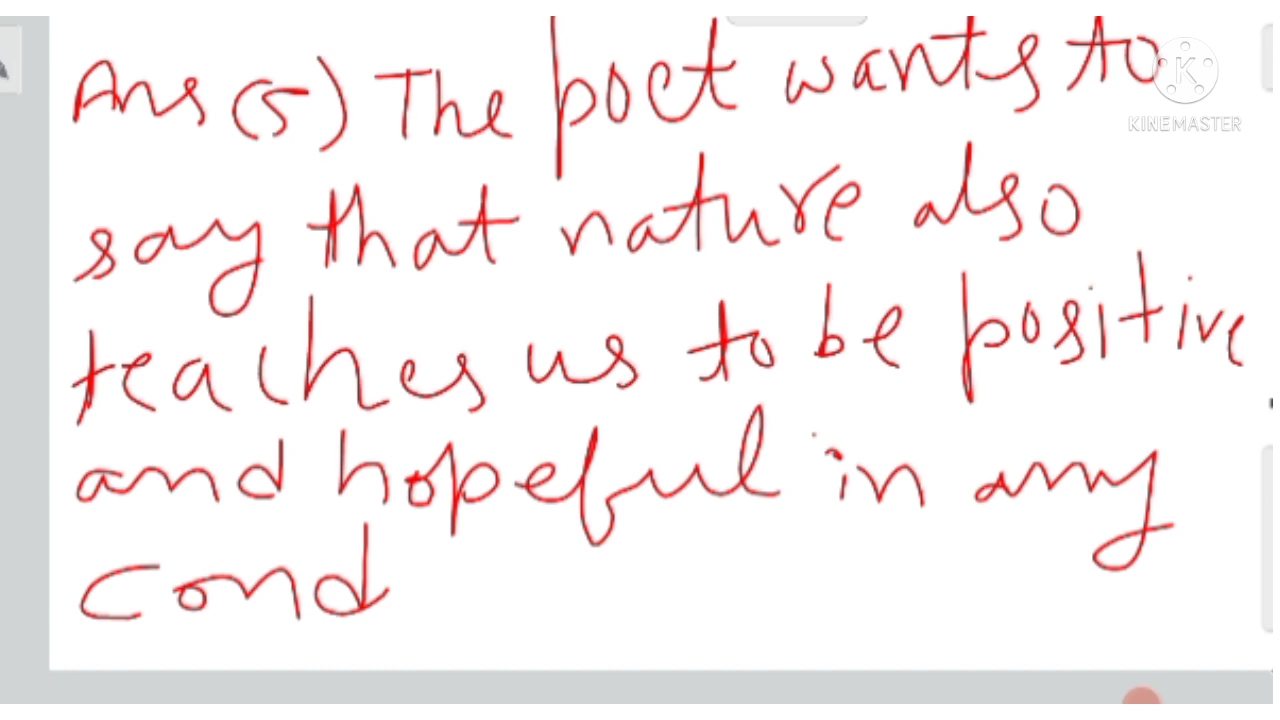 Ans (5) The poet wants to
KINEMASTER
say that nature also
teaches us to be positive
and hopeful in any
cond